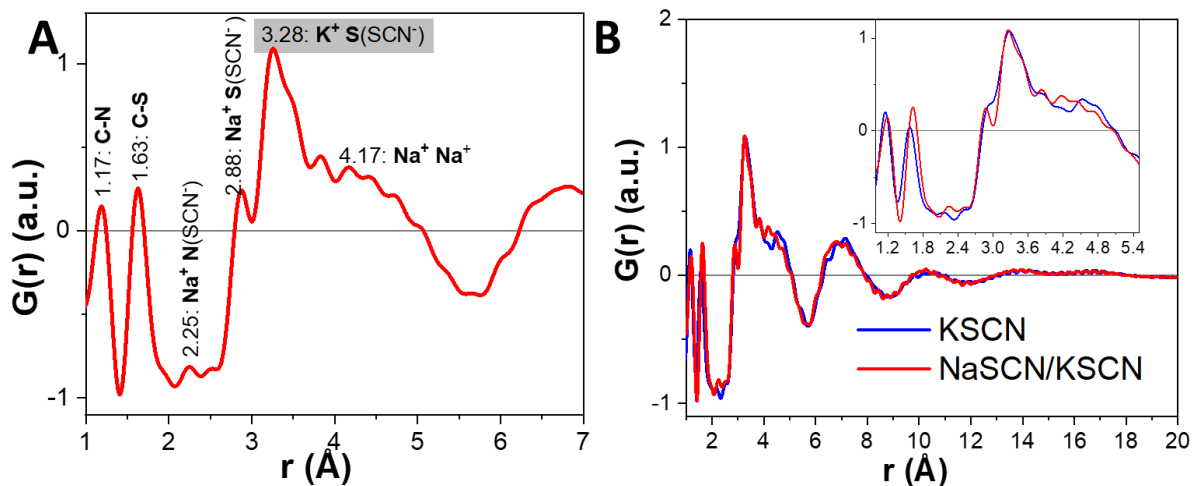 A
3.28: K⁺ S(SCN⁻)
1.17: C-N
1.63: C-S
2.25: Na⁺ N(SCN⁻)
2.88: Na⁺ S(SCN⁻)
4.17: Na⁺ Na⁺
G(r) (a.u.)
1
0
-1
1 2 3 4 5 6 7
r (Å)
B
G(r) (a.u.)
2
1
0
-1
1
0
-1
1.2 1.8 2.4 3.0 3.6 4.2 4.8 5.4
KSCN
NaSCN/KSCN
2 4 6 8 10 12 14 16 18 20
r (Å)